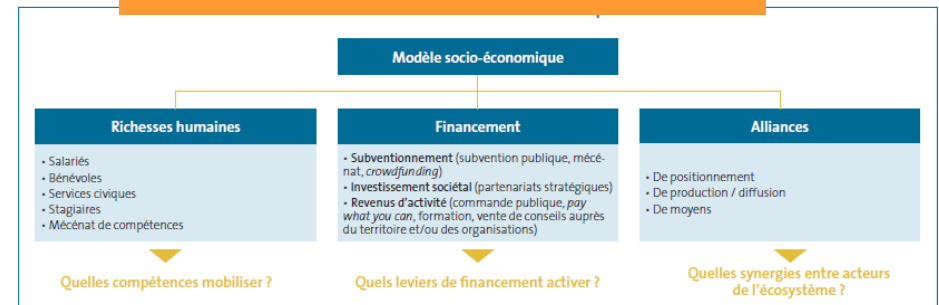 Modèle socio-économique
Richesses humaines
• Salariés
• Bénévoles
• Services civiques
• Stagiaires
• Mécénat de compétences
Quelles compétences mobiliser ?
Financement
• Subventionnement (subvention publique, mécé-
nat, crowdfunding)
• Investissement sociétal (partenariats stratégiques)
• Revenus d’activité (commande publique, pay
what you can, formation, vente de conseils auprès
du territoire et/ou des organisations)
Quels leviers de financement activer ?
Alliances
• De positionnement
• De production / diffusion
• De moyens
Quelles synergies entre acteurs
de l’écosystème ?